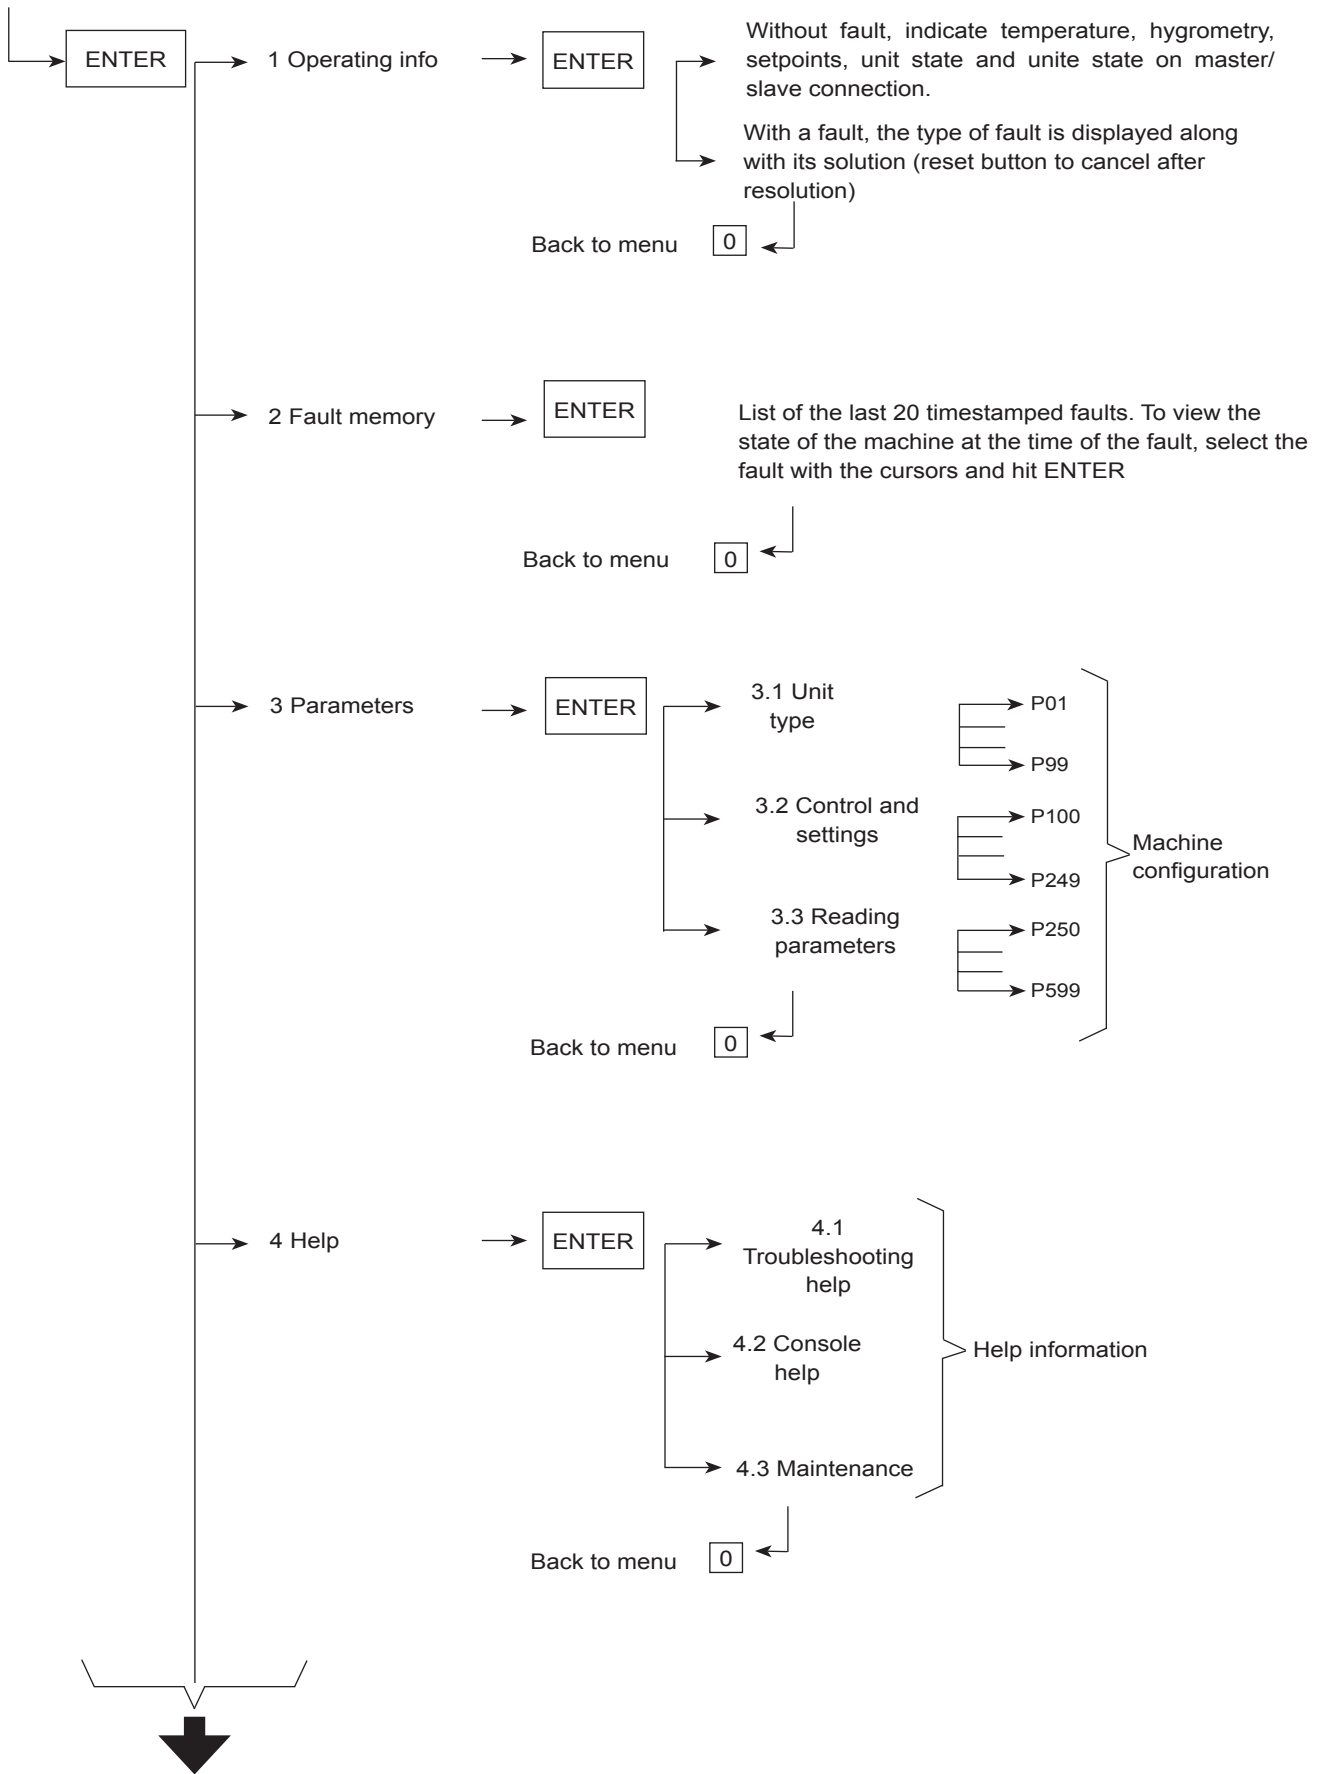 ENTER
1 Operating info
ENTER
Without fault, indicate temperature, hygrometry,
setpoints, unit state and unite state on master/
slave connection.
With a fault, the type of fault is displayed along
with its solution (reset button to cancel after
resolution)
Back to menu
0
2 Fault memory
ENTER
List of the last 20 timestamped faults. To view the
state of the machine at the time of the fault, select the
fault with the cursors and hit ENTER
Back to menu
0
3 Parameters
ENTER
3.1 Unit
type
P01
P99
3.2 Control and
settings
P100
P249
3.3 Reading
parameters
P250
P599
Machine
configuration
Back to menu
0
4 Help
ENTER
4.1
Troubleshooting
help
4.2 Console
help
4.3 Maintenance
Help information
Back to menu
0